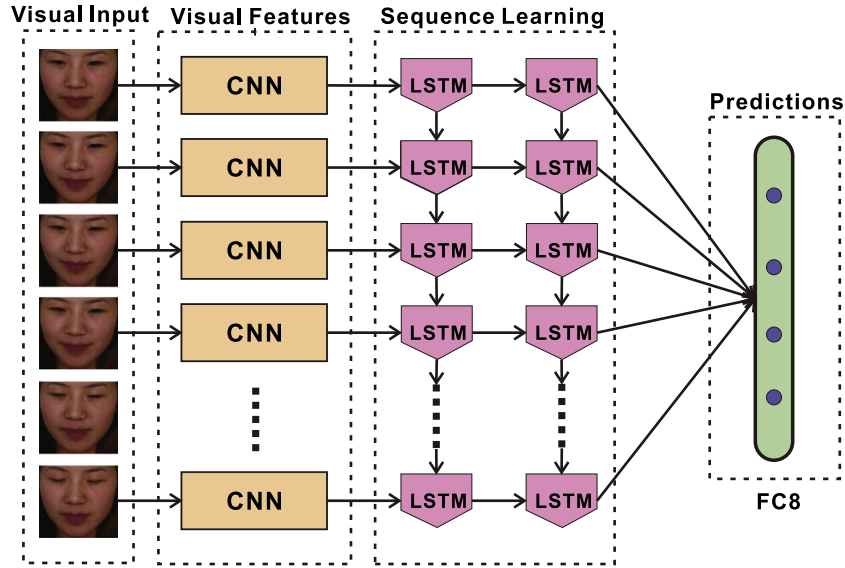 Visual Input
Visual Features
Sequence Learning
CNN
LSTM
LSTM
Predictions
CNN
LSTM
LSTM
CNN
LSTM
LSTM
CNN
LSTM
LSTM
CNN
LSTM
LSTM
FC8